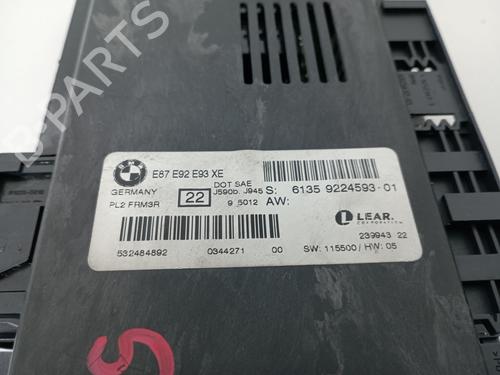 B-PARTS
E87 E92 E93 XE
GERMANY
PL2 FRM3R
22
DOT SAE
J590b. J945
S: 6135 9224593-01
9 5012 AW:
LEAR.
CORPORATION
532484892
0344271 00
239943 22
SW: 115500 / HW: 05